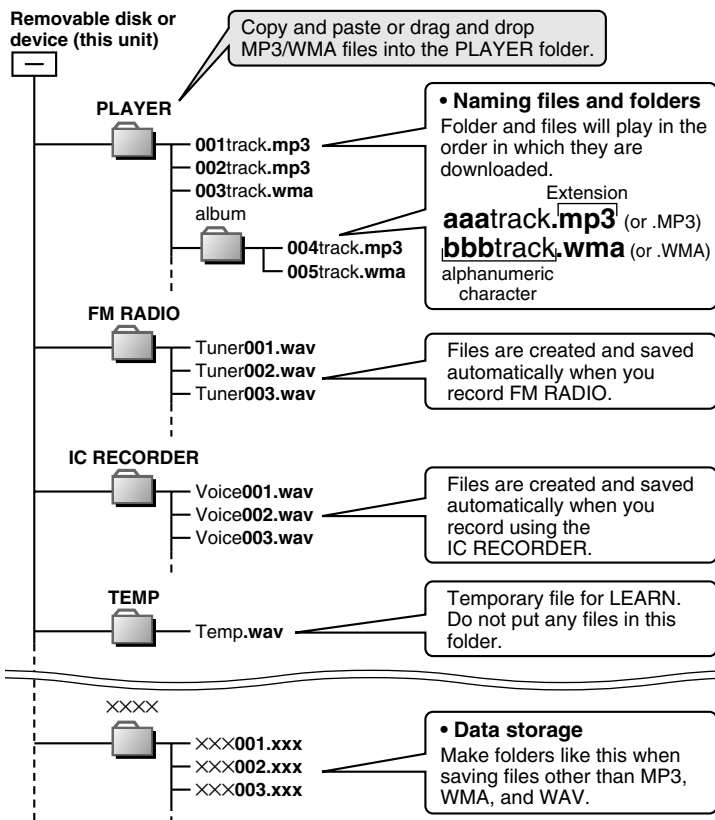 Removable disk or
device (this unit)
Copy and paste or drag and drop
MP3/WMA files into the PLAYER folder.
PLAYER
001track.mp3
002track.mp3
003track.wma
album
004track.mp3
005track.wma
• Naming files and folders
Folder and files will play in the
order in which they are
downloaded.
Extension
aaatrack.mp3 (or .MP3)
bbbtrack.wma (or .WMA)
alphanumeric
character
FM RADIO
Tuner001.wav
Tuner002.wav
Tuner003.wav
Files are created and saved
automatically when you
record FM RADIO.
IC RECORDER
Voice001.wav
Voice002.wav
Voice003.wav
Files are created and saved
automatically when you
record using the
IC RECORDER.
TEMP
Temp.wav
Temporary file for LEARN.
Do not put any files in this
folder.
××××
×××001.xxx
×××002.xxx
×××003.xxx
• Data storage
Make folders like this when
saving files other than MP3,
WMA, and WAV.